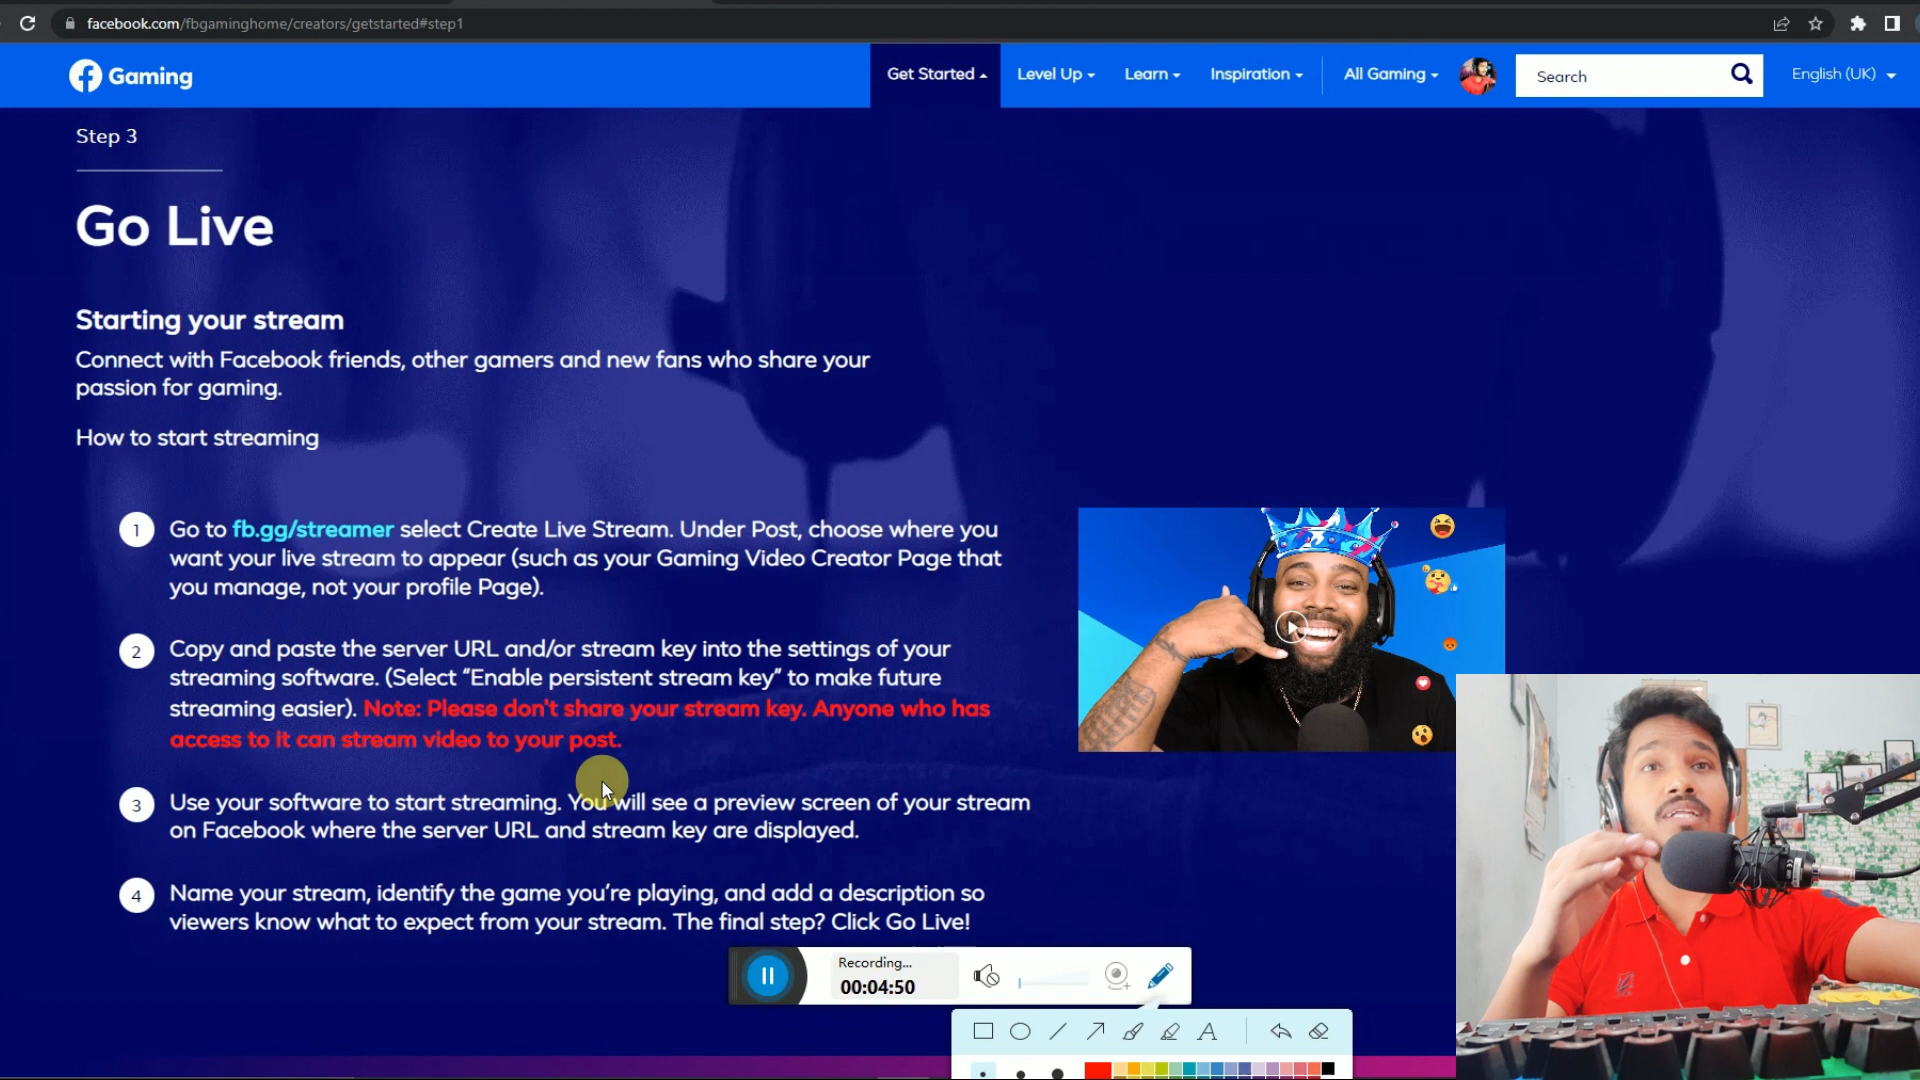 facebook.com/fbgaminghome/creators/getstarted#step1
Gaming
Get Started
Level Up
Learn
Inspiration
All Gaming
Search
English (UK)
Step 3
Go Live
Starting your stream
Connect with Facebook friends, other gamers and new fans who share your
passion for gaming.
How to start streaming
1
Go to fb.gg/streamer select Create Live Stream. Under Post, choose where you
want your live stream to appear (such as your Gaming Video Creator Page that
you manage, not your profile Page).
2
Copy and paste the server URL and/or stream key into the settings of your
streaming software. (Select “Enable persistent stream key” to make future
streaming easier). Note: Please don't share your stream key. Anyone who has
access to it can stream video to your post.
3
Use your software to start streaming. You will see a preview screen of your stream
on Facebook where the server URL and stream key are displayed.
4
Name your stream, identify the game you’re playing, and add a description so
viewers know what to expect from your stream. The final step? Click Go Live!
Recording...
00:04:50
A